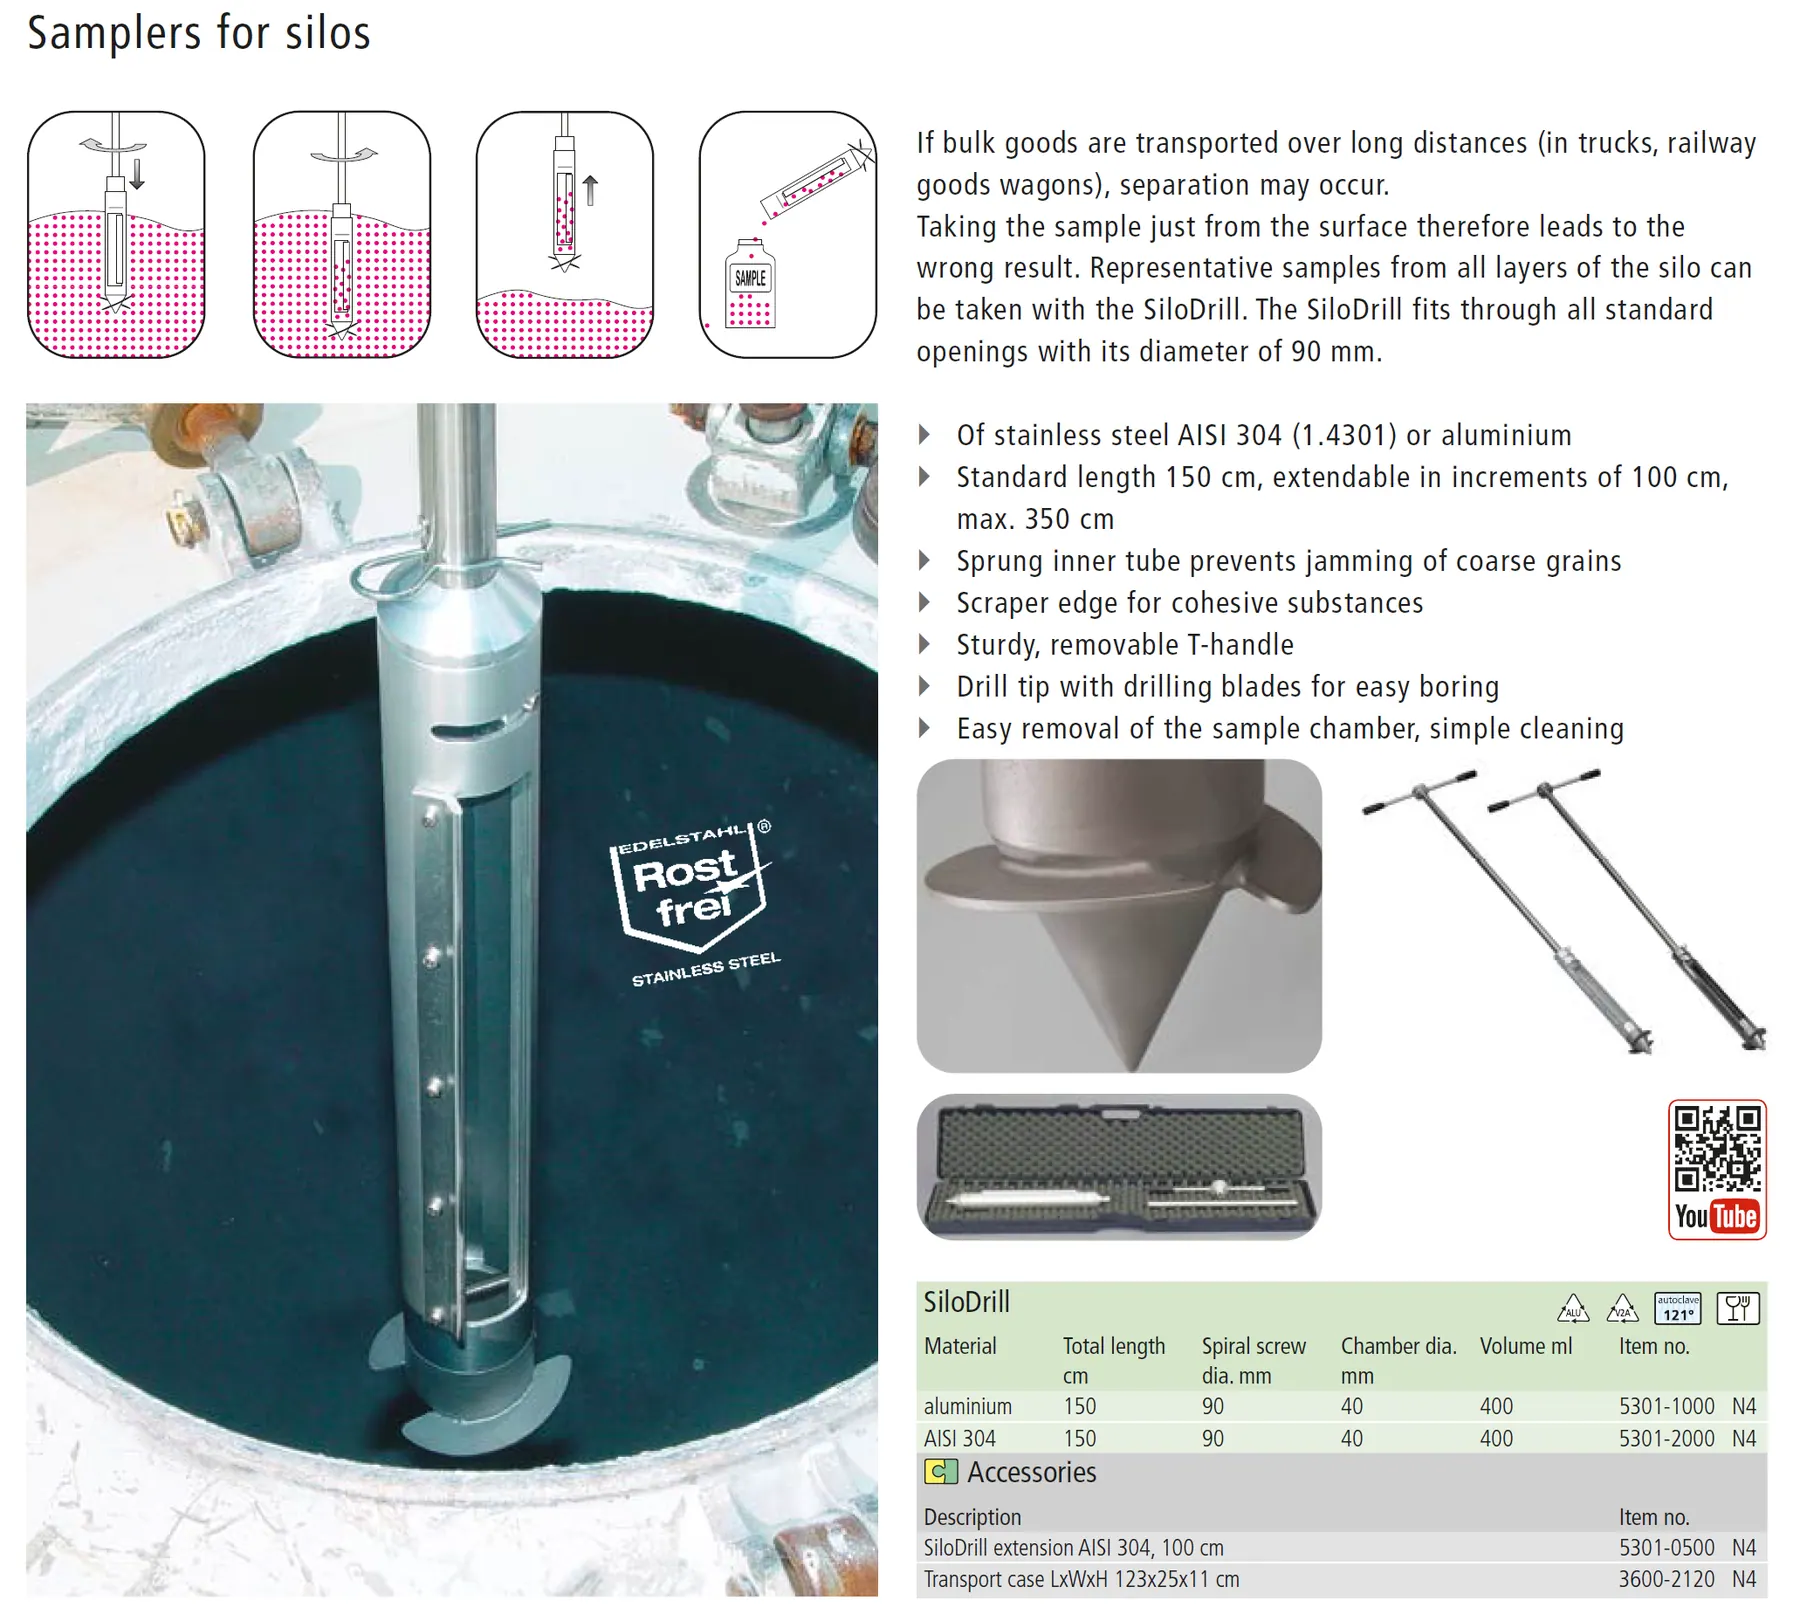 Samplers for silos
SAMPLE
If bulk goods are transported over long distances (in trucks, railway
goods wagons), separation may occur.
Taking the sample just from the surface therefore leads to the
wrong result. Representative samples from all layers of the silo can
be taken with the SiloDrill. The SiloDrill fits through all standard
openings with its diameter of 90 mm.
Of stainless steel AISI 304 (1.4301) or aluminium
Standard length 150 cm, extendable in increments of 100 cm,
max. 350 cm
Sprung inner tube prevents jamming of coarse grains
Scraper edge for cohesive substances
Sturdy, removable T-handle
Drill tip with drilling blades for easy boring
Easy removal of the sample chamber, simple cleaning
EDELSTAHL ®
Rost
frei
STAINLESS STEEL
YouTube
SiloDrill
ALU V2A autoclave
121°
Material Total length Spiral screw Chamber dia. Volume ml Item no.
cm dia. mm mm
aluminium 150 90 40 400 5301-1000 N4
AISI 304 150 90 40 400 5301-2000 N4
Accessories
Description Item no.
SiloDrill extension AISI 304, 100 cm 5301-0500 N4
Transport case LxWxH 123x25x11 cm 3600-2120 N4